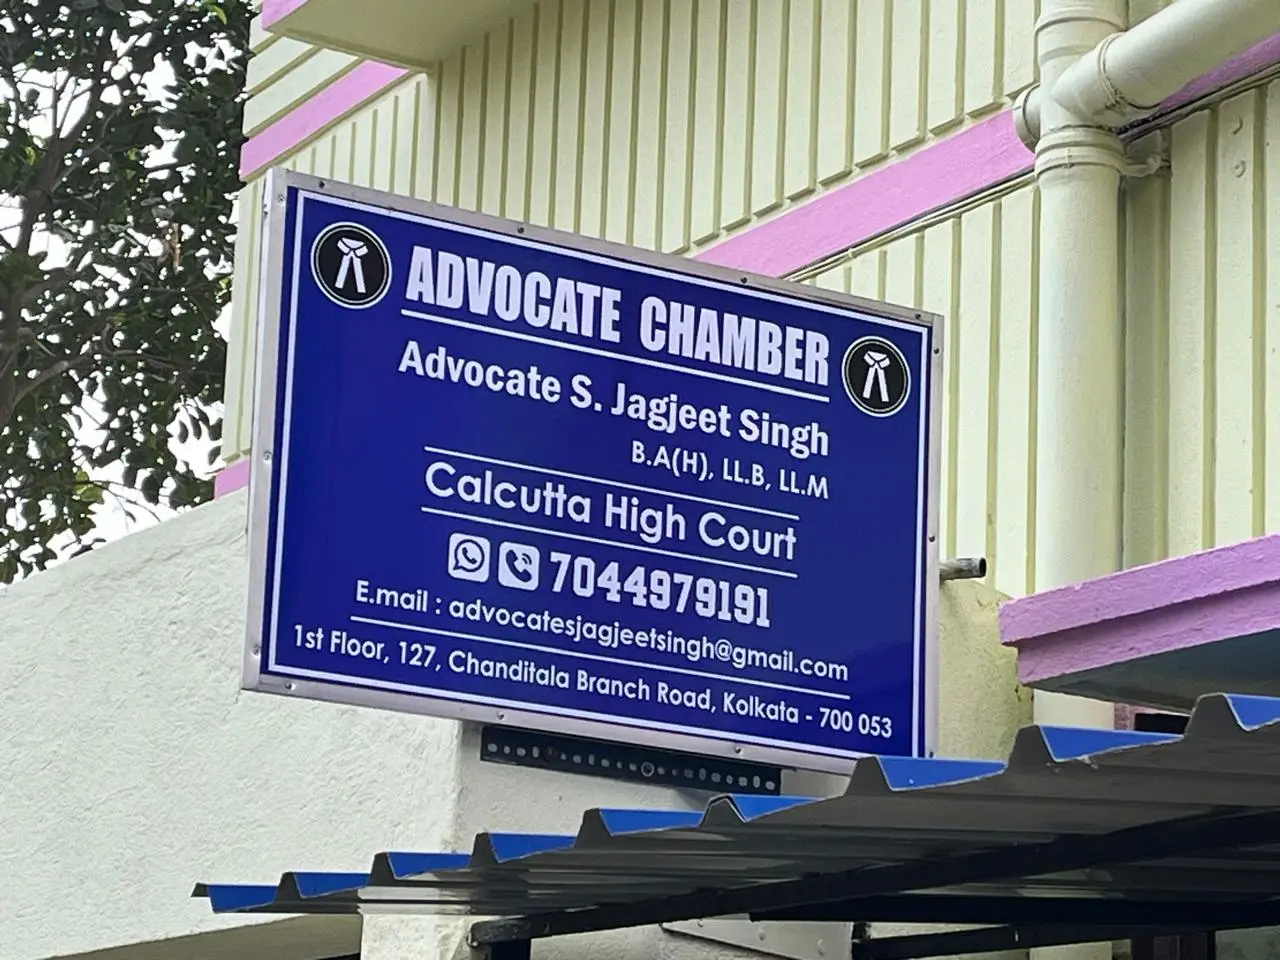 ADVOCATE CHAMBER
Advocate S. Jagjeet Singh
B.A(H), LL.B, LL.M
Calcutta High Court
7044979191
E.mail : advocatesjagjeetsingh@gmail.com
1st Floor, 127, Chanditala Branch Road, Kolkata - 700 053